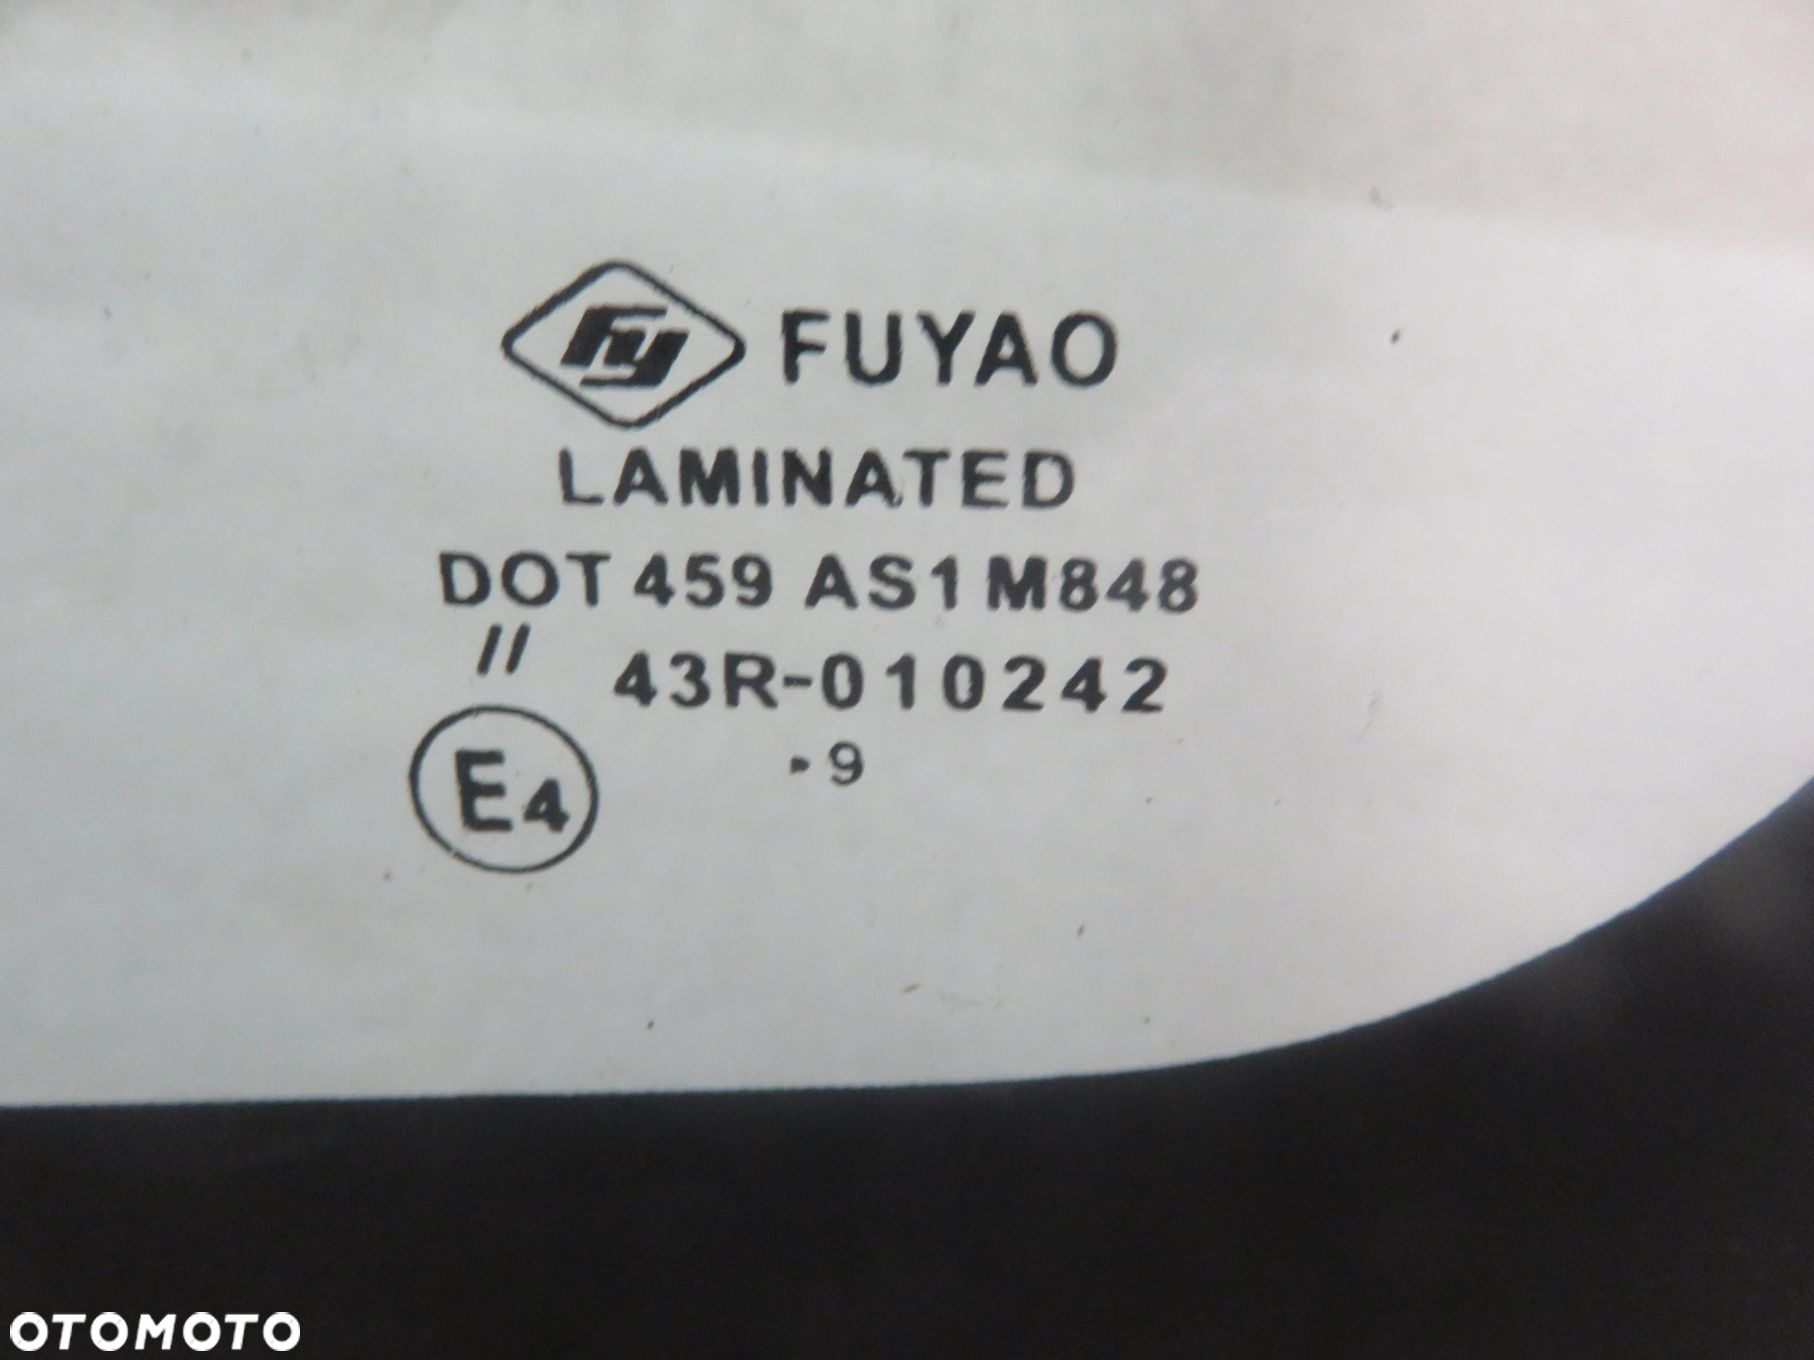 fy FUYAO
LAMINATED
DOT 459 AS1 M848
// 43R-010242
E4
. 9
OTOMOTO